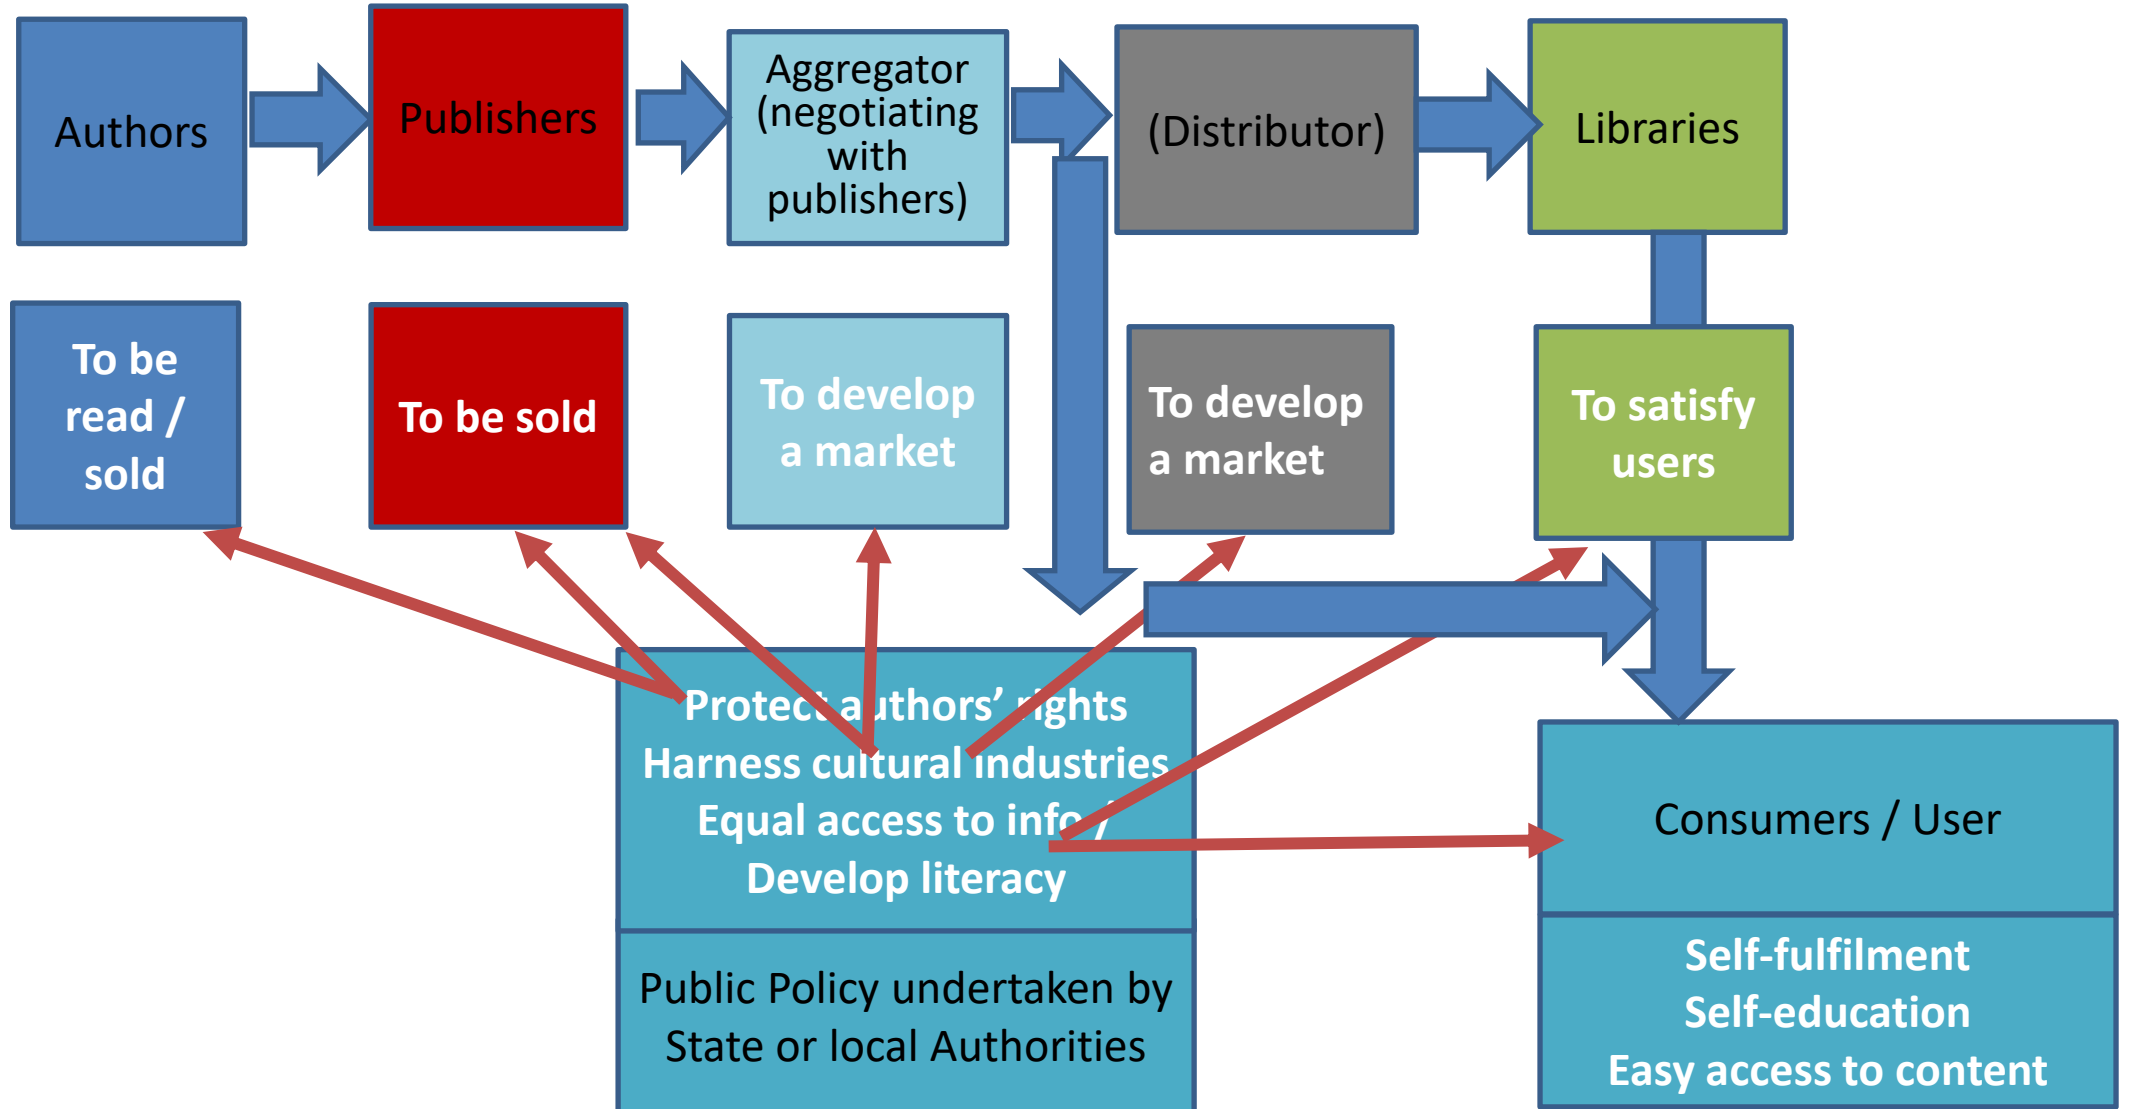 Authors
Publishers
Aggregator
(negotiating
with
publishers)
(Distributor)
Libraries
To be
read /
sold
To be sold
To develop
a market
To develop
a market
To satisfy
users
Protect authors’ rights
Harness cultural industries
Equal access to info /
Develop literacy
Public Policy undertaken by
State or local Authorities
Consumers / User
Self-fulfilment
Self-education
Easy access to content